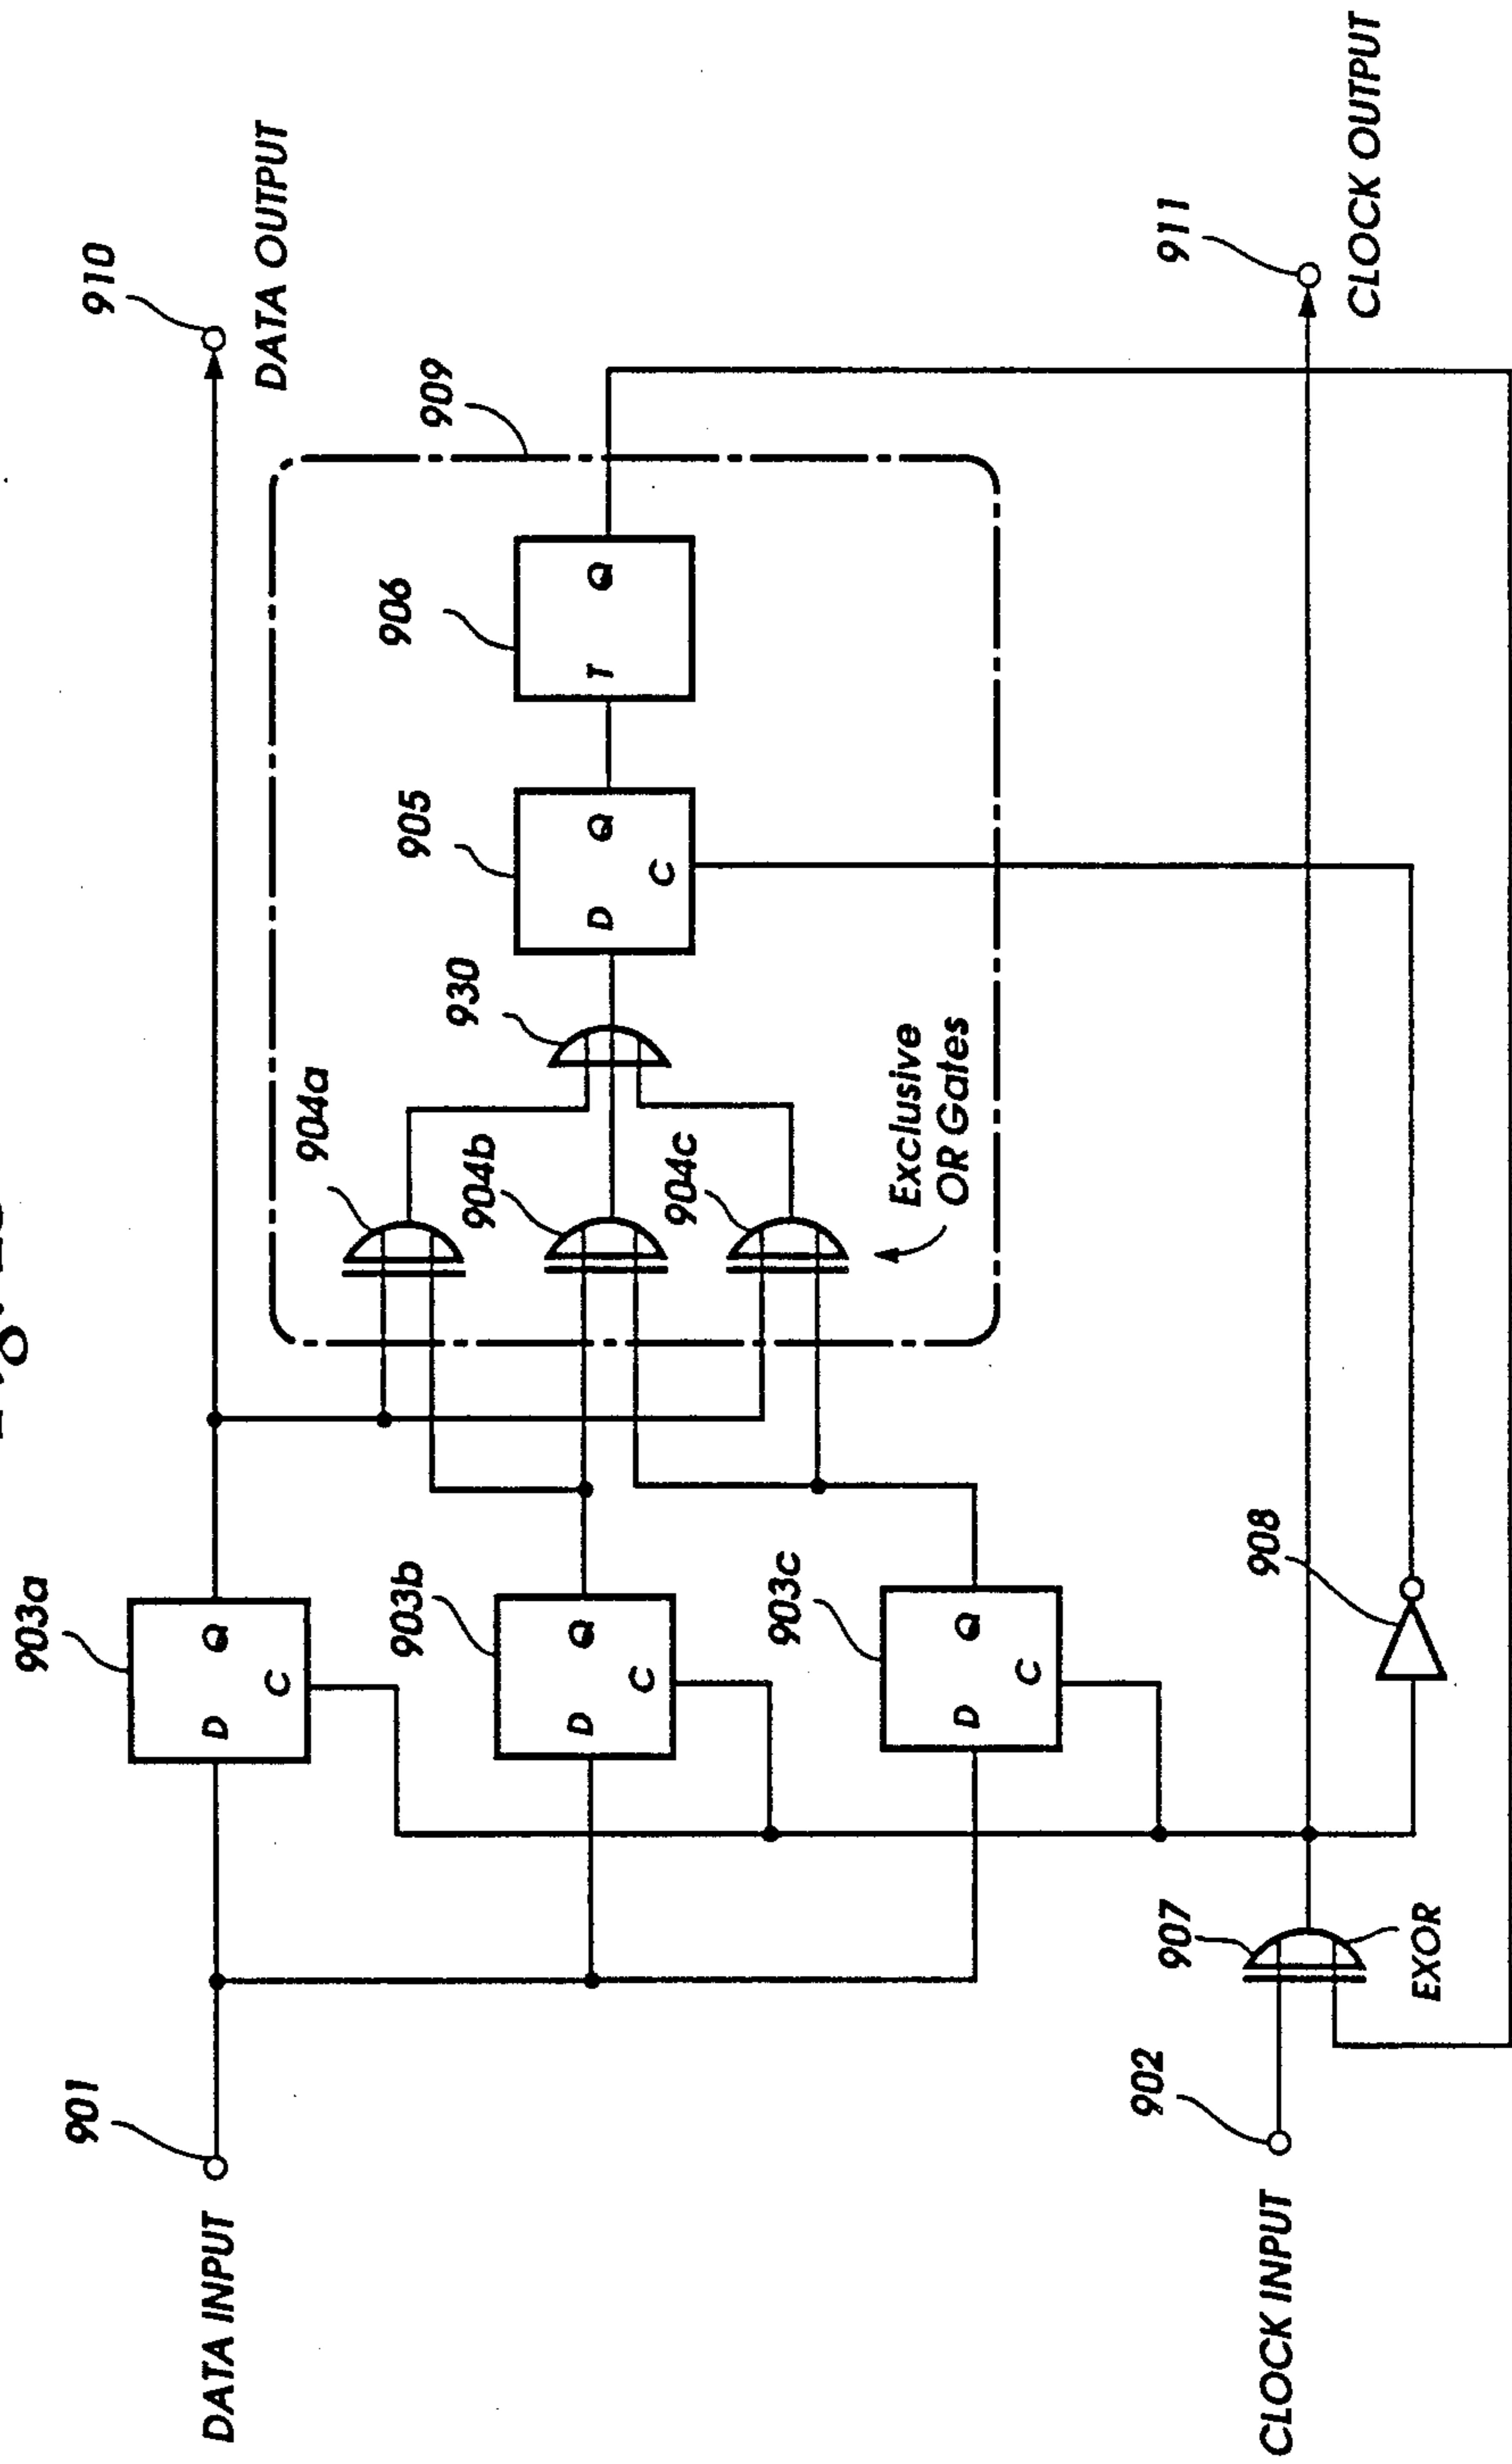 903a
901
910
DATA INPUT
D
Q
C
DATA OUTPUT
904a
903b
906
905
909
930
904b
D
Q
C
D
Q
C
T
Q
904c
903c
Exclusive
OR Gates
D
Q
C
902
907
908
911
CLOCK INPUT
CLOCK OUTPUT
EXOR